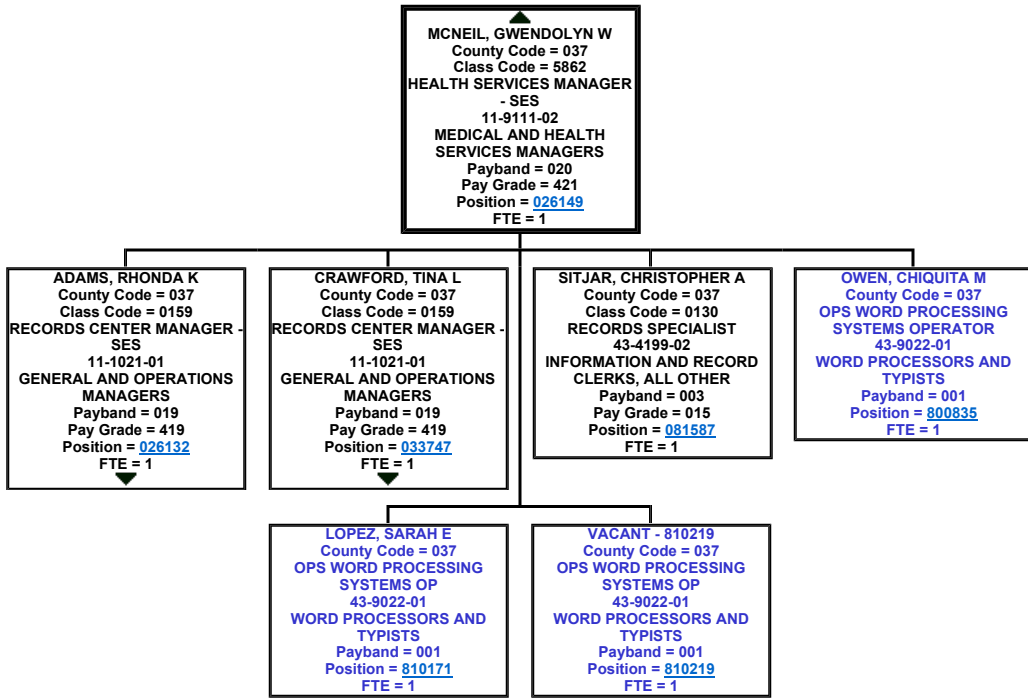 MCNEIL, GWENDOLYN W
County Code = 037
Class Code = 5862
HEALTH SERVICES MANAGER
- SES
11-9111-02
MEDICAL AND HEALTH
SERVICES MANAGERS
Payband = 020
Pay Grade = 421
Position = 026149
FTE = 1
ADAMS, RHONDA K
County Code = 037
Class Code = 0159
RECORDS CENTER MANAGER -
SES
11-1021-01
GENERAL AND OPERATIONS
MANAGERS
Payband = 019
Pay Grade = 419
Position = 026132
FTE = 1
CRAWFORD, TINA L
County Code = 037
Class Code = 0159
RECORDS CENTER MANAGER -
SES
11-1021-01
GENERAL AND OPERATIONS
MANAGERS
Payband = 019
Pay Grade = 419
Position = 033747
FTE = 1
SITJAR, CHRISTOPHER A
County Code = 037
Class Code = 0130
RECORDS SPECIALIST
43-4199-02
INFORMATION AND RECORD
CLERKS, ALL OTHER
Payband = 003
Pay Grade = 015
Position = 081587
FTE = 1
OWEN, CHIQUITA M
County Code = 037
OPS WORD PROCESSING
SYSTEMS OPERATOR
43-9022-01
WORD PROCESSORS AND
TYPISTS
Payband = 001
Position = 800835
FTE = 1
LOPEZ, SARAH E
County Code = 037
OPS WORD PROCESSING
SYSTEMS OP
43-9022-01
WORD PROCESSORS AND
TYPISTS
Payband = 001
Position = 810171
FTE = 1
VACANT - 810219
County Code = 037
OPS WORD PROCESSING
SYSTEMS OP
43-9022-01
WORD PROCESSORS AND
TYPISTS
Payband = 001
Position = 810219
FTE = 1